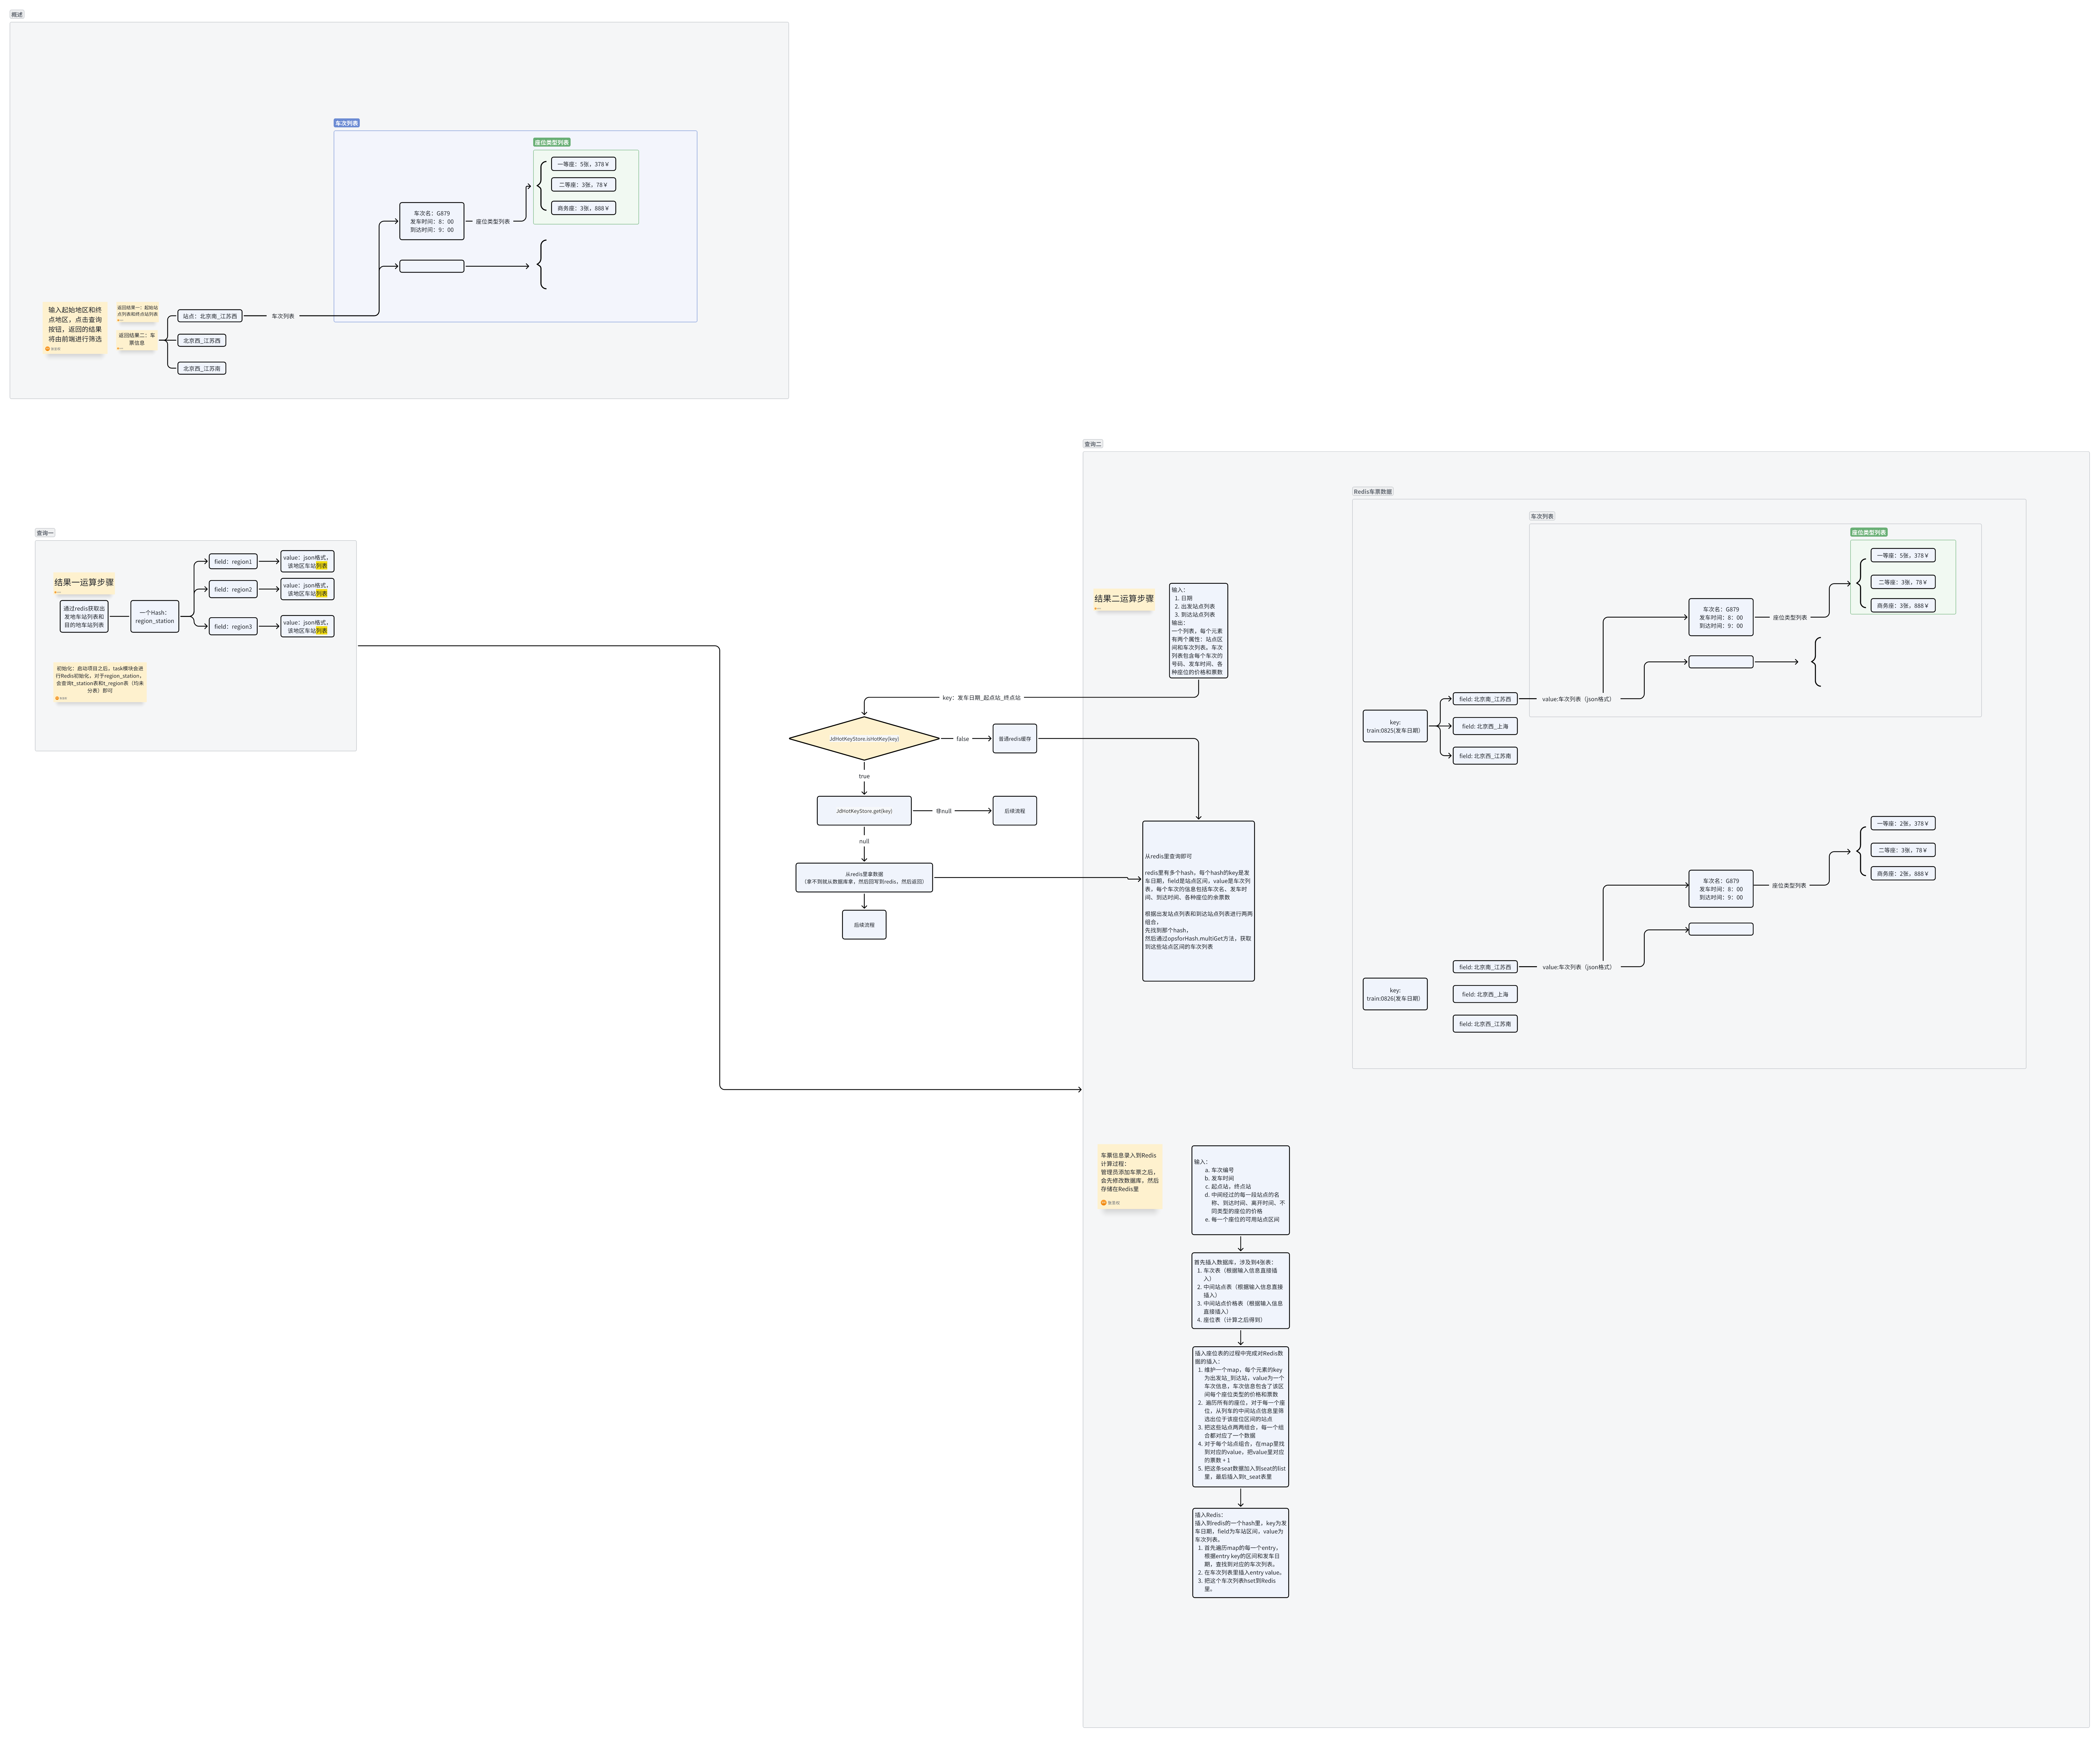 概述
车次列表
座位类型列表
一等座：5张，378￥
二等座：3张，78￥
商务座：3张，888￥
车次名：G879
发车时间：8：00
到达时间：9：00
座位类型列表
输入起始地区和终
点地区，点击查询
按钮，返回的结果
将由前端进行筛选
返回结果一：起始站
点列表和终点站列表
返回结果二：车
票信息
站点：北京南_江苏西
车次列表
北京西_江苏西
北京西_江苏南
查询一
结果一运算步骤
通过redis获取出
发地车站列表和
目的地车站列表
一个Hash：
region_station
field：region1
value：json格式，
该地区车站列表
field：region2
value：json格式，
该地区车站列表
field：region3
value：json格式，
该地区车站列表
初始化：启动项目之后，task模块会进
行Redis初始化，对于region_station，
会查询t_station表和t_region表（均未
分表）即可
key：发车日期_起点站_终点站
JdHotKeyStore.isHotKey(key)
false
普通redis缓存
true
JdHotKeyStore.get(key)
非null
后续流程
null
从redis里拿数据
（拿不到就从数据库拿，然后回写到redis，然后返回）
后续流程
查询二
结果二运算步骤
输入：
1. 日期
2. 出发站点列表
3. 到达站点列表
输出：
一个列表，每个元素
有两个属性：站点区
间和车次列表。车次
列表包含每个车次的
号码、发车时间、各
种座位的价格和票数
从redis里查询即可
redis里有多个hash，每个hash的key是发
车日期，field是站点区间，value是车次列
表，每个车次的信息包括车次名、发车时
间、到达时间、各种座位的余票数
根据出发站点列表和到达站点列表进行两两
组合，
先找到那个hash，
然后通过opsforHash.multiGet方法，获取
到这些站点区间的车次列表
Redis车票数据
车次列表
座位类型列表
一等座：5张，378￥
二等座：3张，78￥
商务座：3张，888￥
车次名：G879
发车时间：8：00
到达时间：9：00
座位类型列表
key:
train:0825(发车日期）
field: 北京南_江苏西
value:车次列表（json格式）
field: 北京西_上海
field: 北京西_江苏南
一等座：2张，378￥
二等座：3张，78￥
商务座：2张，888￥
车次名：G879
发车时间：8：00
到达时间：9：00
座位类型列表
key:
train:0826(发车日期）
field: 北京南_江苏西
value:车次列表（json格式）
field: 北京西_上海
field: 北京西_江苏南
车票信息录入到Redis
计算过程：
管理员添加车票之后，
会先修改数据库，然后
存储在Redis里
输入：
a. 车次编号
b. 发车时间
c. 起点站，终点站
d. 中间经过的每一段站点的名
称、到达时间、离开时间、不
同类型的座位的价格
e. 每一个座位的可用站点区间
首先插入数据库，涉及到4张表：
1. 车次表（根据输入信息直接插
入）
2. 中间站点表（根据输入信息直接
插入）
3. 中间站点价格表（根据输入信息
直接插入）
4. 座位表（计算之后得到）
插入座位表的过程中完成对Redis数
据的插入：
1. 维护一个map，每个元素的key
为出发站_到达站，value为一个
车次信息，车次信息包含了该区
间每个座位类型的价格和票数
2. 遍历所有的座位，对于每一个座
位，从列车的中间站点信息里筛
选出位于该座位区间的站点
3. 把这些站点两两组合，每一个组
合都对应了一个数据
4. 对于每个站点组合，在map里找
到对应的value，把value里对应
的票数 + 1
5. 把这条seat数据加入到seat的list
里，最后插入到t_seat表里
插入Redis：
插入到redis的一个hash里，key为发
车日期，field为车站区间，value为
车次列表。
1. 首先遍历map的每一个entry，
根据entry key的区间和发车日
期，查找到对应的车次列表。
2. 在车次列表里插入entry value。
3. 把这个车次列表hset到Redis
里。